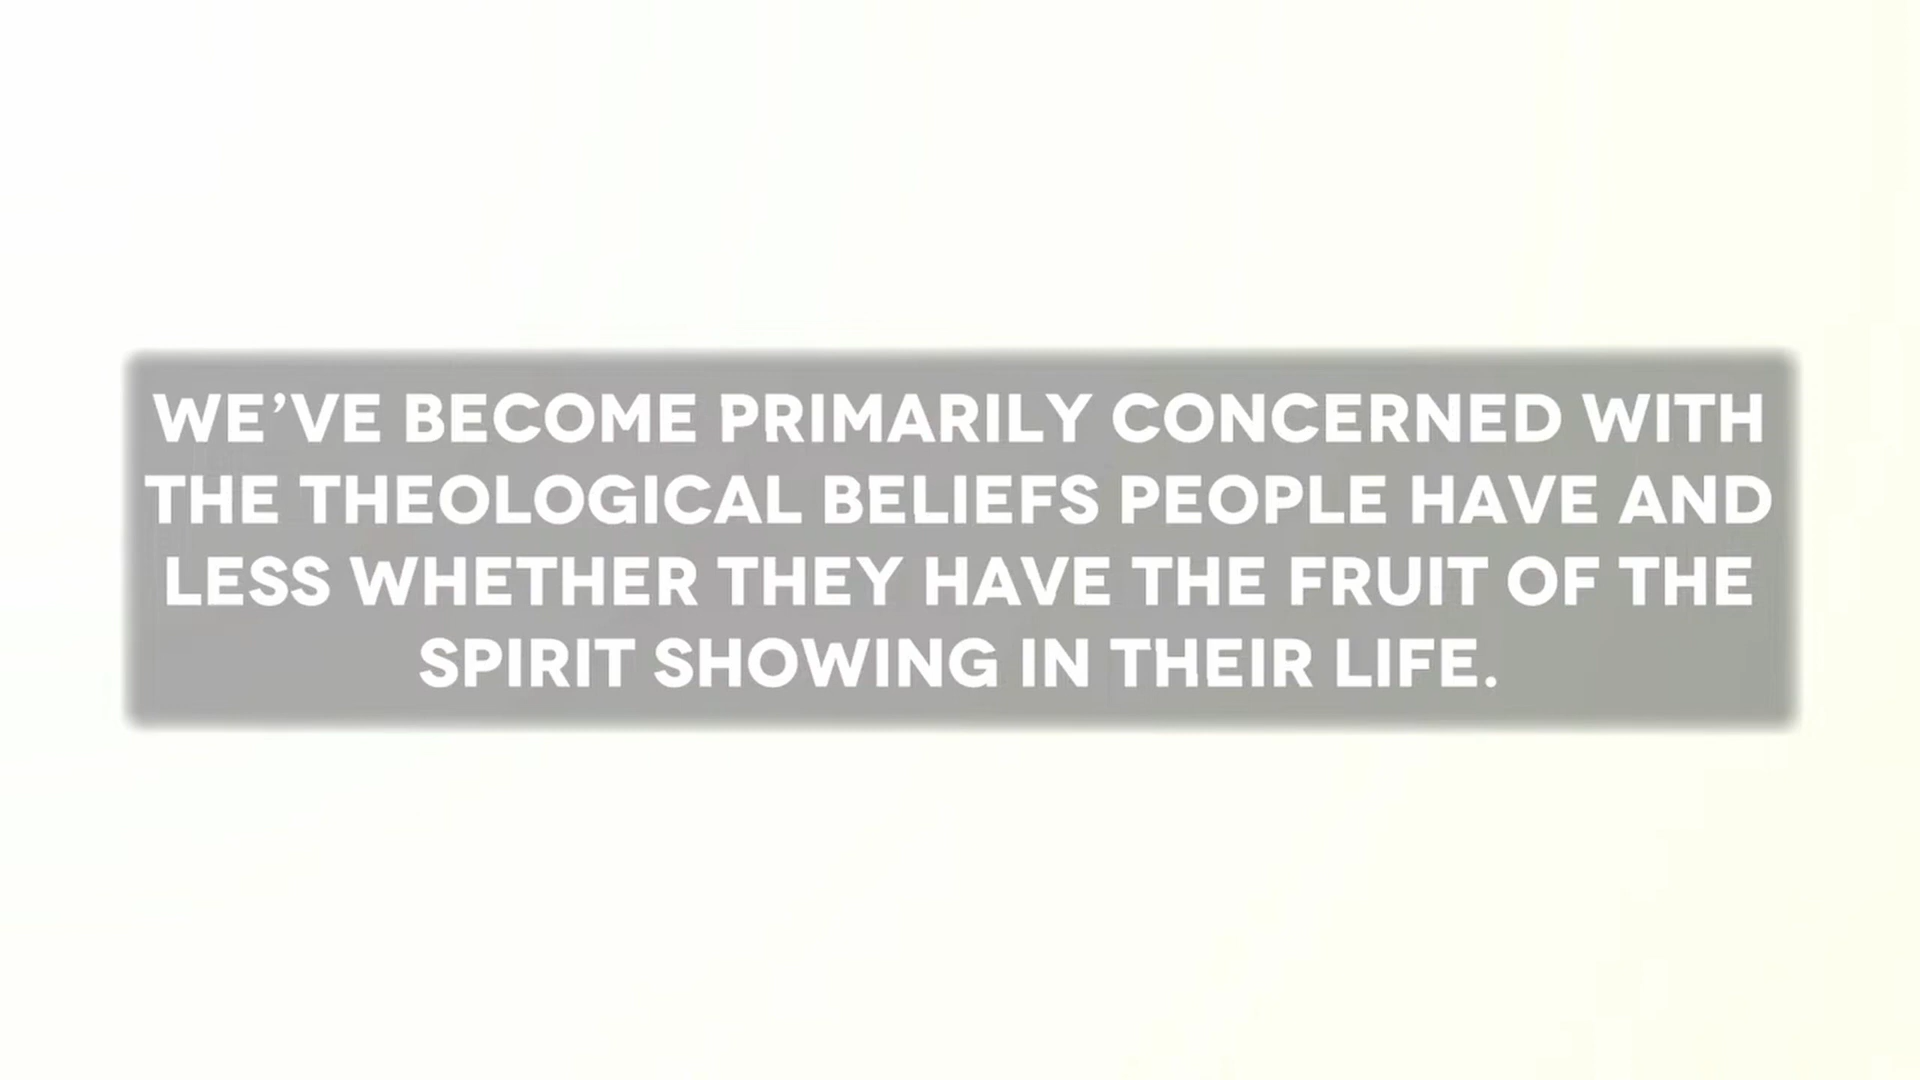 WE’VE BECOME PRIMARILY CONCERNED WITH
THE THEOLOGICAL BELIEFS PEOPLE HAVE AND
LESS WHETHER THEY HAVE THE FRUIT OF THE
SPIRIT SHOWING IN THEIR LIFE.